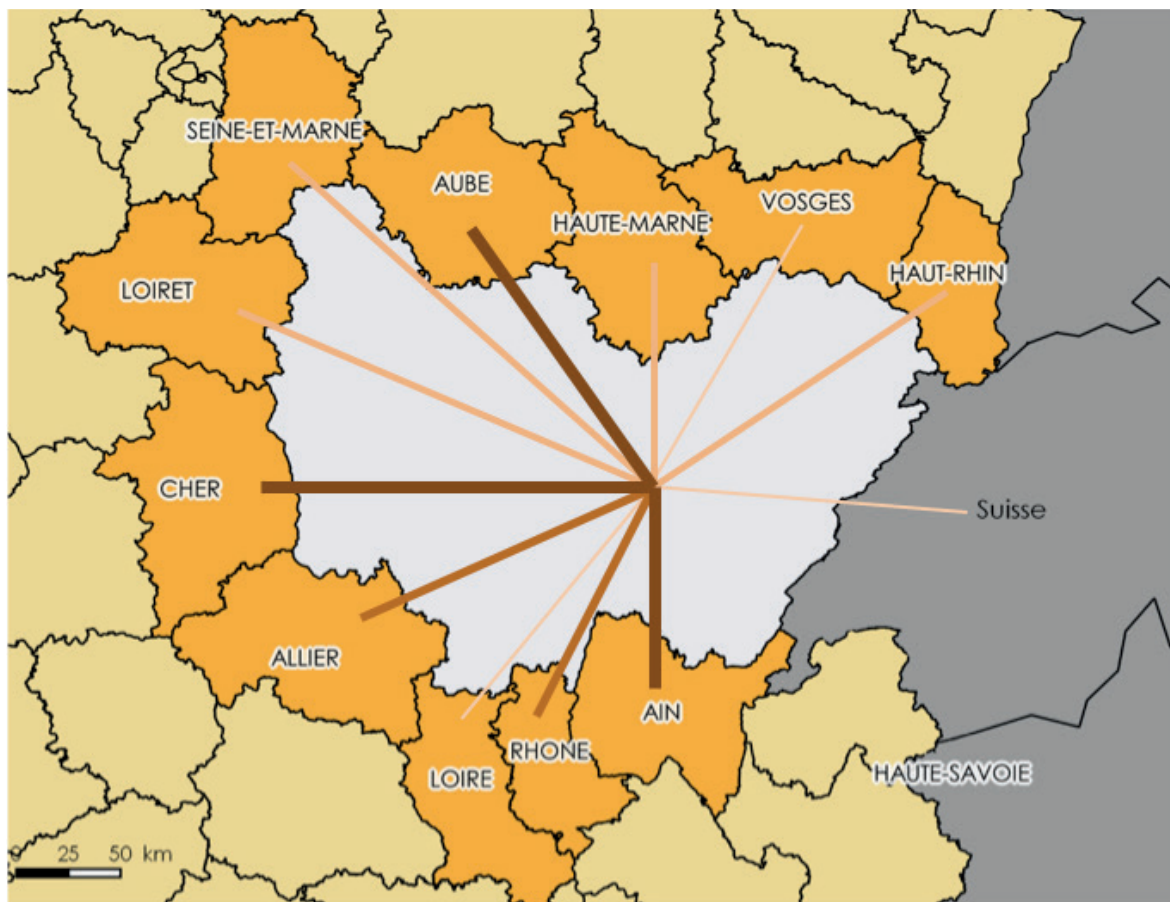 SEINE-ET-MARNE
AUBE
HAUTE-MARNE
VOSGES
HAUT-RHIN
LOIRET
CHER
Suisse
ALLIER
AIN
RHONE
LOIRE
HAUTE-SAVOIE
0 25 50 km